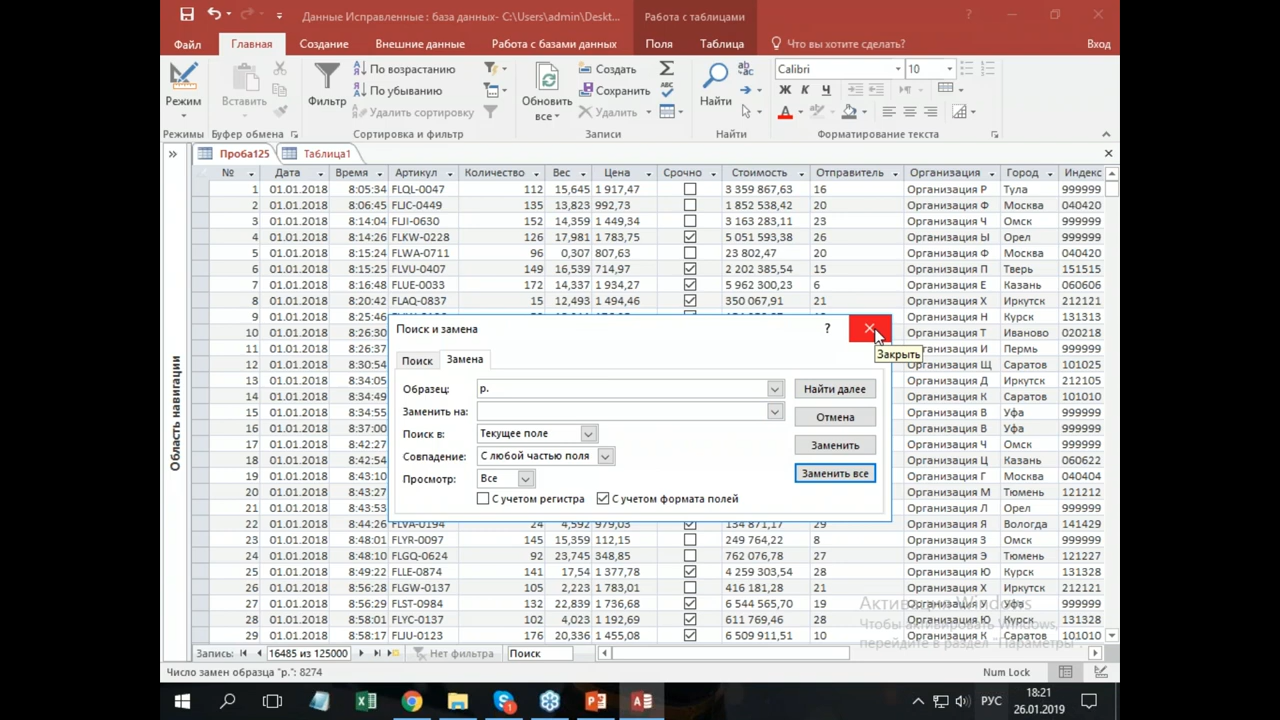 Данные Исправленные : база данных- C:\Users\admin\Deskt... Работа с таблицами ?
Файл Главная Создание Внешние данные Работа с базами данных Поля Таблица Что вы хотите сделать? Вход
По возрастанию Создать Calibri 10
По убыванию Сохранить Ж К Ч
Режим Вставить Фильтр Удалить сортировку Обновить все Удалить Найти
Режимы Буфер обмена Сортировка и фильтр Записи Найти Форматирование текста
Проба125 Таблица1
№ Дата Время Артикул Количество Вес Цена Срочно Стоимость Отправитель Организация Город Индекс
1 01.01.2018 8:05:34 FLQL-0047 112 15,645 1 917,47 3 359 867,63 16 Организация Р Тула 999999
2 01.01.2018 8:06:45 FLJC-0449 135 13,823 992,73 1 852 538,42 20 Организация Ф Москва 040420
3 01.01.2018 8:14:04 FLJI-0630 152 14,359 1 449,34 3 163 283,11 23 Организация Ч Омск 999999
4 01.01.2018 8:14:26 FLKW-0228 126 17,981 1 783,75 5 051 593,38 26 Организация Ы Орел 999999
5 01.01.2018 8:15:24 FLWA-0711 96 0,307 807,63 23 802,47 20 Организация Ф Москва 040420
6 01.01.2018 8:15:27 FLVU-0407 149 16,539 714,97 2 202 385,54 15 Организация П Тверь 151515
7 01.01.2018 8:16:48 FLUE-0033 172 14,337 1 934,27 5 962 300,23 6 Организация Е Казань 060606
8 01.01.2018 8:20:42 FLAQ-0837 15 12,493 1 494,46 350 067,91 21 Организация Х Иркутск 212121
9 01.01.2018 8:25:46 Организация Н Курск 131313
10 01.01.2018 8:26:30 Организация Т Иваново 020218
11 01.01.2018 8:26:37 Организация И Пермь 999999
12 01.01.2018 8:30:54 Организация Щ Саратов 101025
13 01.01.2018 8:34:05 Организация Д Иркутск 212105
14 01.01.2018 8:34:49 Организация К Саратов 101010
15 01.01.2018 8:34:55 Организация В Уфа 999999
16 01.01.2018 8:37:00 Организация В Уфа 999999
17 01.01.2018 8:42:27 Организация Ч Омск 999999
18 01.01.2018 8:42:54 Организация Ц Казань 060622
19 01.01.2018 8:43:10 Организация Г Москва 040404
20 01.01.2018 8:43:27 Организация М Тюмень 121212
21 01.01.2018 8:43:53 Организация Л Орел 999999
22 01.01.2018 8:44:26 FLVA-0194 24 4,592 979,03 134 871,17 29 Организация Я Вологда 141429
23 01.01.2018 8:48:01 FLYR-0097 145 15,359 112,15 249 764,22 8 Организация З Омск 999999
24 01.01.2018 8:48:10 FLGQ-0624 92 23,745 348,85 762 076,78 27 Организация Э Тюмень 121227
25 01.01.2018 8:49:22 FLLE-0874 141 17,54 1 377,78 4 259 303,54 28 Организация Ю Курск 131328
26 01.01.2018 8:56:29 FLGW-0137 105 2,223 1 783,01 416 181,28 21 Организация Х Иркутск 212121
27 01.01.2018 8:56:29 FLST-0984 132 22,839 1 736,68 6 544 565,70 19 Организация У Уфа 999999
28 01.01.2018 8:56:59 FLYC-0137 102 4,023 1 192,69 611 769,46 28 Организация Ю Курск 999999
29 01.01.2018 8:58:17 FLJU-0123 176 20,336 1 455,08 6 509 911,51 10 Организация К Саратов 101010
Область навигации
Поиск и замена ?
Закрыть
Поиск Замена
Образец: р. Найти далее
Заменить на: Отмена
Поиск в: Текущее поле Заменить
Совпадение: С любой частью поля
Просмотр: Все Заменить все
С учетом регистра С учетом формата полей
Активация Windows
Чтобы активировать Windows,
перейдите в раздел "Параметры
Запись: 16485 из 125000 Нет фильтра Поиск
Число замен образца "р.": 8274 Num Lock
РУС 18:21
26.01.2019